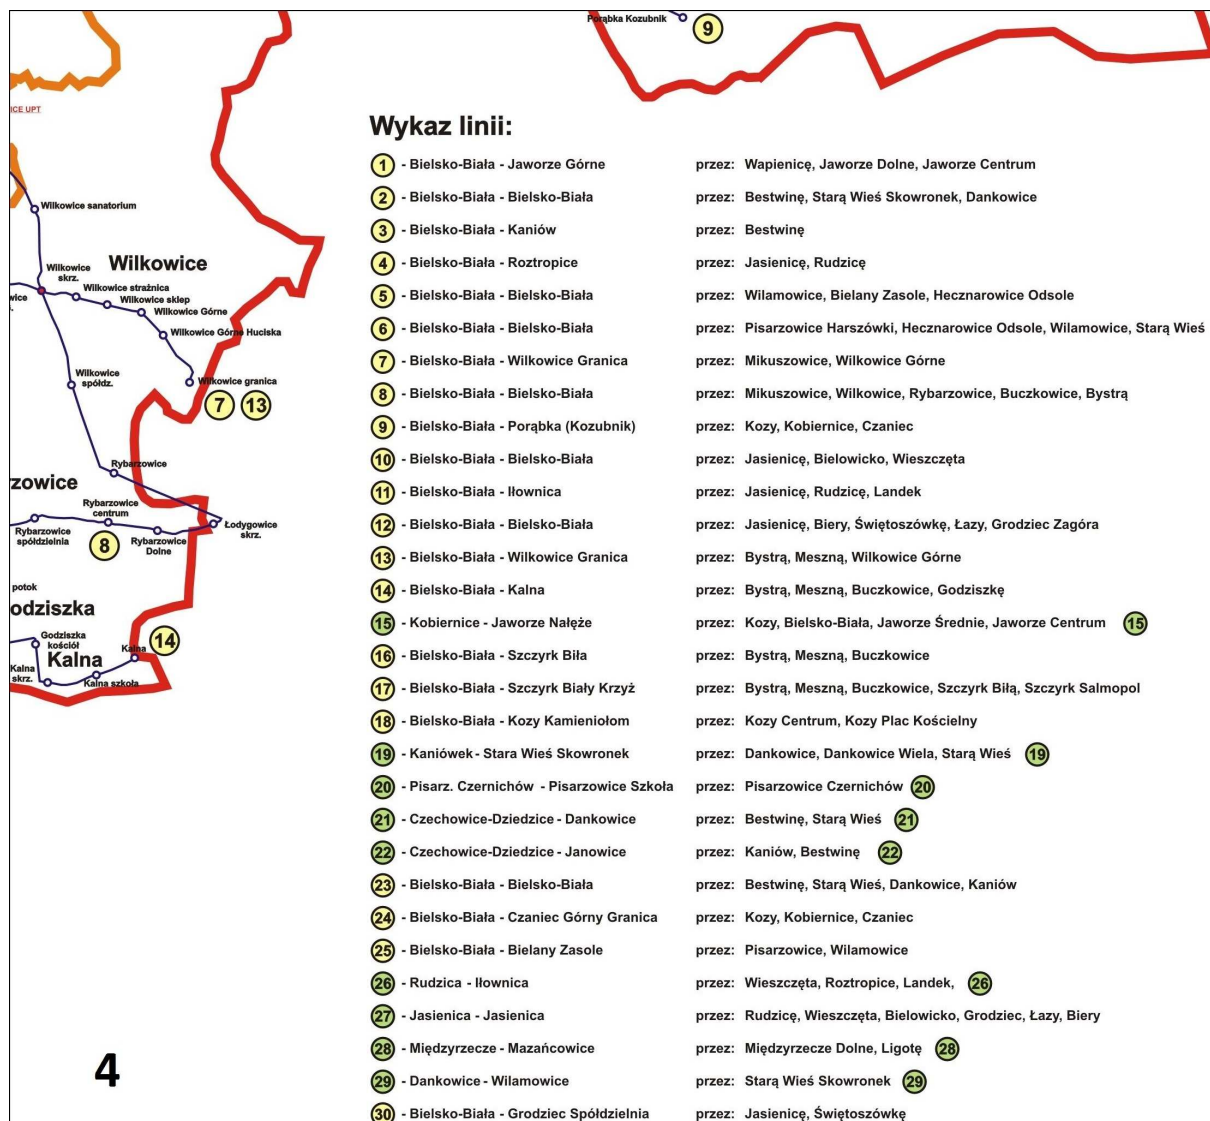 Porąbka Kozubnik
9
ICE UPT
Wykaz linii:
1 - Bielsko-Biała - Jaworze Górne przez: Wapienicę, Jaworze Dolne, Jaworze Centrum
2 - Bielsko-Biała - Bielsko-Biała przez: Bestwinę, Starą Wieś Skowronek, Dankowice
Wilkowice sanatorium
3 - Bielsko-Biała - Kaniów przez: Bestwinę
4 - Bielsko-Biała - Roztropice przez: Jasienicę, Rudzicę
Wilkowice
Wilkowice skrz.
Wilkowice strażnica
Wilkowice sklep
wice
Wilkowice Górne
Wilkowice Górne Huciska
5 - Bielsko-Biała - Bielsko-Biała przez: Wilamowice, Bielany Zasole, Hecznarowice Odsole
6 - Bielsko-Biała - Bielsko-Biała przez: Pisarzowice Harszówki, Hecznarowice Odsole, Wilamowice, Starą Wieś
7 - Bielsko-Biała - Wilkowice Granica przez: Mikuszowice, Wilkowice Górne
Wilkowice spółdz.
Wilkowice granica
7 13
8 - Bielsko-Biała - Bielsko-Biała przez: Mikuszowice, Wilkowice, Rybarzowice, Buczkowice, Bystrą
9 - Bielsko-Biała - Porąbka (Kozubnik) przez: Kozy, Kobiernice, Czaniec
10 - Bielsko-Biała - Bielsko-Biała przez: Jasienicę, Bielowicko, Wieszczęta
Rybarzowice
zowice
11 - Bielsko-Biała - Iłownica przez: Jasienicę, Rudzicę, Landek
Rybarzowice centrum
Rybarzowice spółdzielnia
8
Rybarzowice Dolne
Łodygowice skrz.
12 - Bielsko-Biała - Bielsko-Biała przez: Jasienicę, Biery, Świętoszówkę, Łazy, Grodziec Zagóra
13 - Bielsko-Biała - Wilkowice Granica przez: Bystrą, Meszną, Wilkowice Górne
14 - Bielsko-Biała - Kalna przez: Bystrą, Meszną, Buczkowice, Godziszkę
potok
odziszka
15 - Kobiernice - Jaworze Nałęże przez: Kozy, Bielsko-Biała, Jaworze Średnie, Jaworze Centrum 15
Godziszka kościół
Kalna
Kalna
14
Kalna skrz.
Kalna szkoła
16 - Bielsko-Biała - Szczyrk Biła przez: Bystrą, Meszną, Buczkowice
17 - Bielsko-Biała - Szczyrk Biały Krzyż przez: Bystrą, Meszną, Buczkowice, Szczyrk Biłą, Szczyrk Salmopol
18 - Bielsko-Biała - Kozy Kamieniołom przez: Kozy Centrum, Kozy Plac Kościelny
19 - Kaniówek - Stara Wieś Skowronek przez: Dankowice, Dankowice Wiela, Starą Wieś 19
20 - Pisarz. Czernichów - Pisarzowice Szkoła przez: Pisarzowice Czernichów 20
21 - Czechowice-Dziedzice - Dankowice przez: Bestwinę, Starą Wieś 21
22 - Czechowice-Dziedzice - Janowice przez: Kaniów, Bestwinę 22
23 - Bielsko-Biała - Bielsko-Biała przez: Bestwinę, Starą Wieś, Dankowice, Kaniów
24 - Bielsko-Biała - Czaniec Górny Granica przez: Kozy, Kobiernice, Czaniec
25 - Bielsko-Biała - Bielany Zasole przez: Pisarzowice, Wilamowice
26 - Rudzica - Iłownica przez: Wieszczęta, Roztropice, Landek, 26
27 - Jasienica - Jasienica przez: Rudzicę, Wieszczęta, Bielowicko, Grodziec, Łazy, Biery
28 - Międzyrzecze - Mazańcowice przez: Międzyrzecze Dolne, Ligotę 28
29 - Dankowice - Wilamowice przez: Starą Wieś Skowronek 29
30 - Bielsko-Biała - Grodziec Spółdzielnia przez: Jasienicę, Świętoszówkę
4